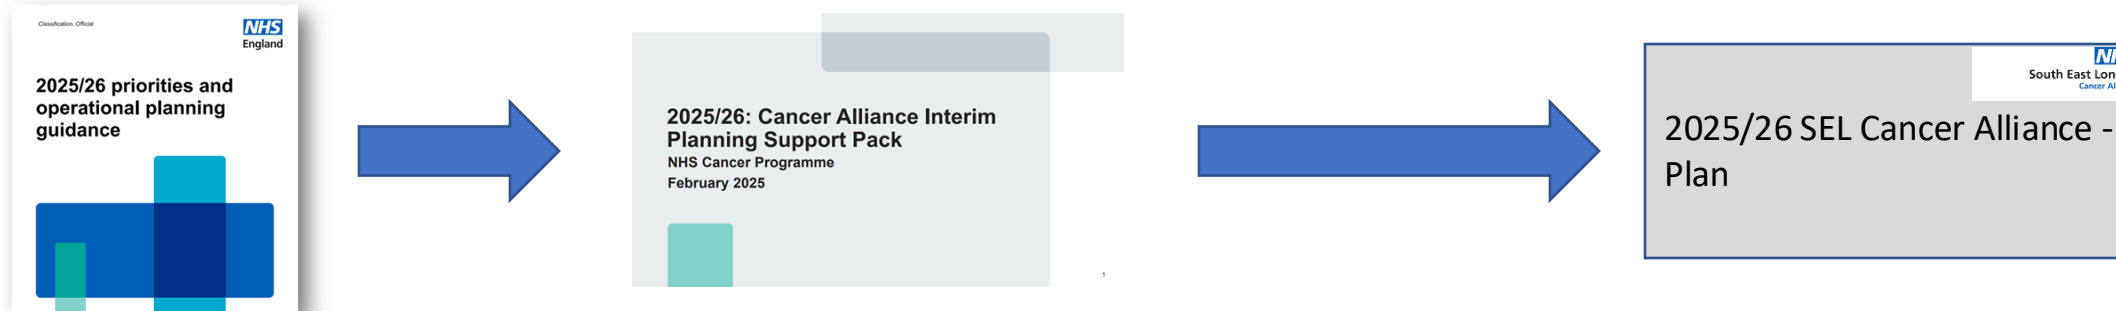 Classification: Official
NHS
England
2025/26 priorities and
operational planning
guidance
2025/26: Cancer Alliance Interim
Planning Support Pack
NHS Cancer Programme
February 2025
1
South East
Cancer
2025/26 SEL Cancer Alliance -
Plan